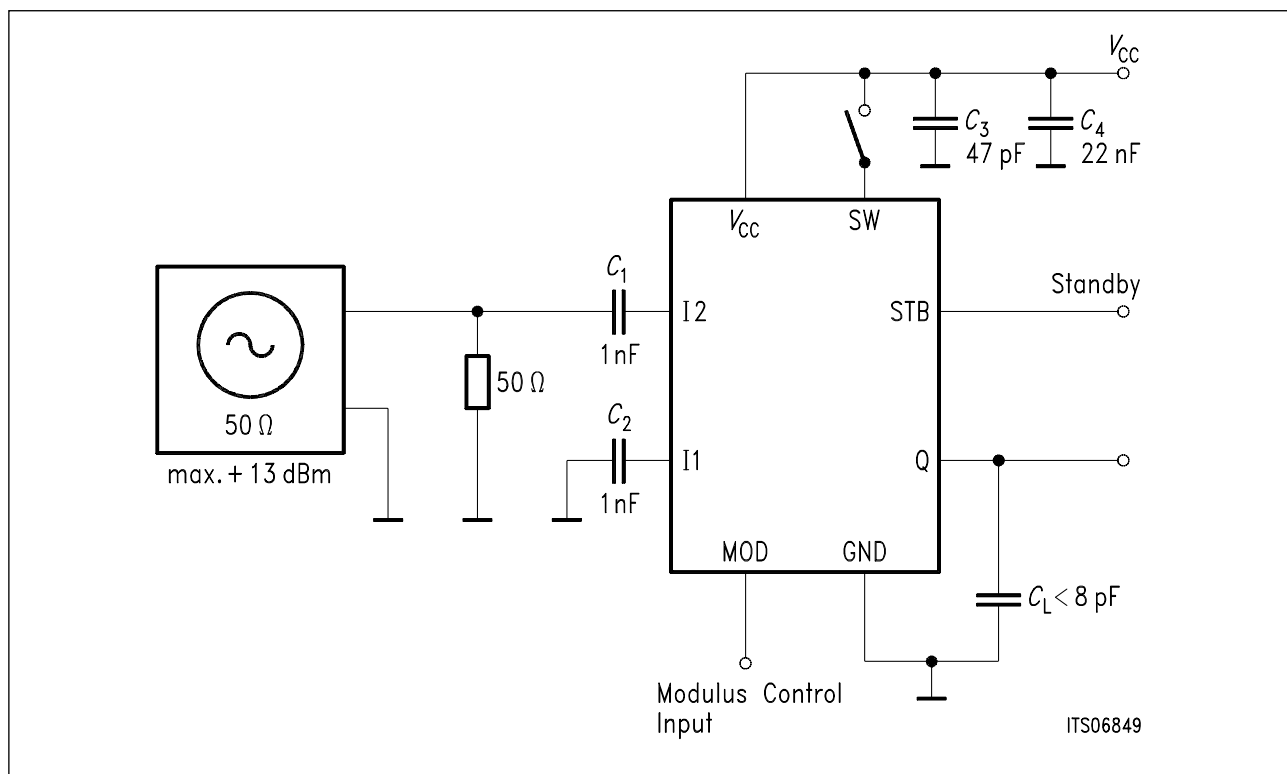 V_CC
C_3
47 pF
C_4
22 nF
V_CC
SW
C_1
I2
STB
Standby
1 nF
50 Ω
50 Ω
C_2
max. + 13 dBm
I1
Q
1 nF
MOD
GND
C_L < 8 pF
Modulus Control
Input
ITS06849